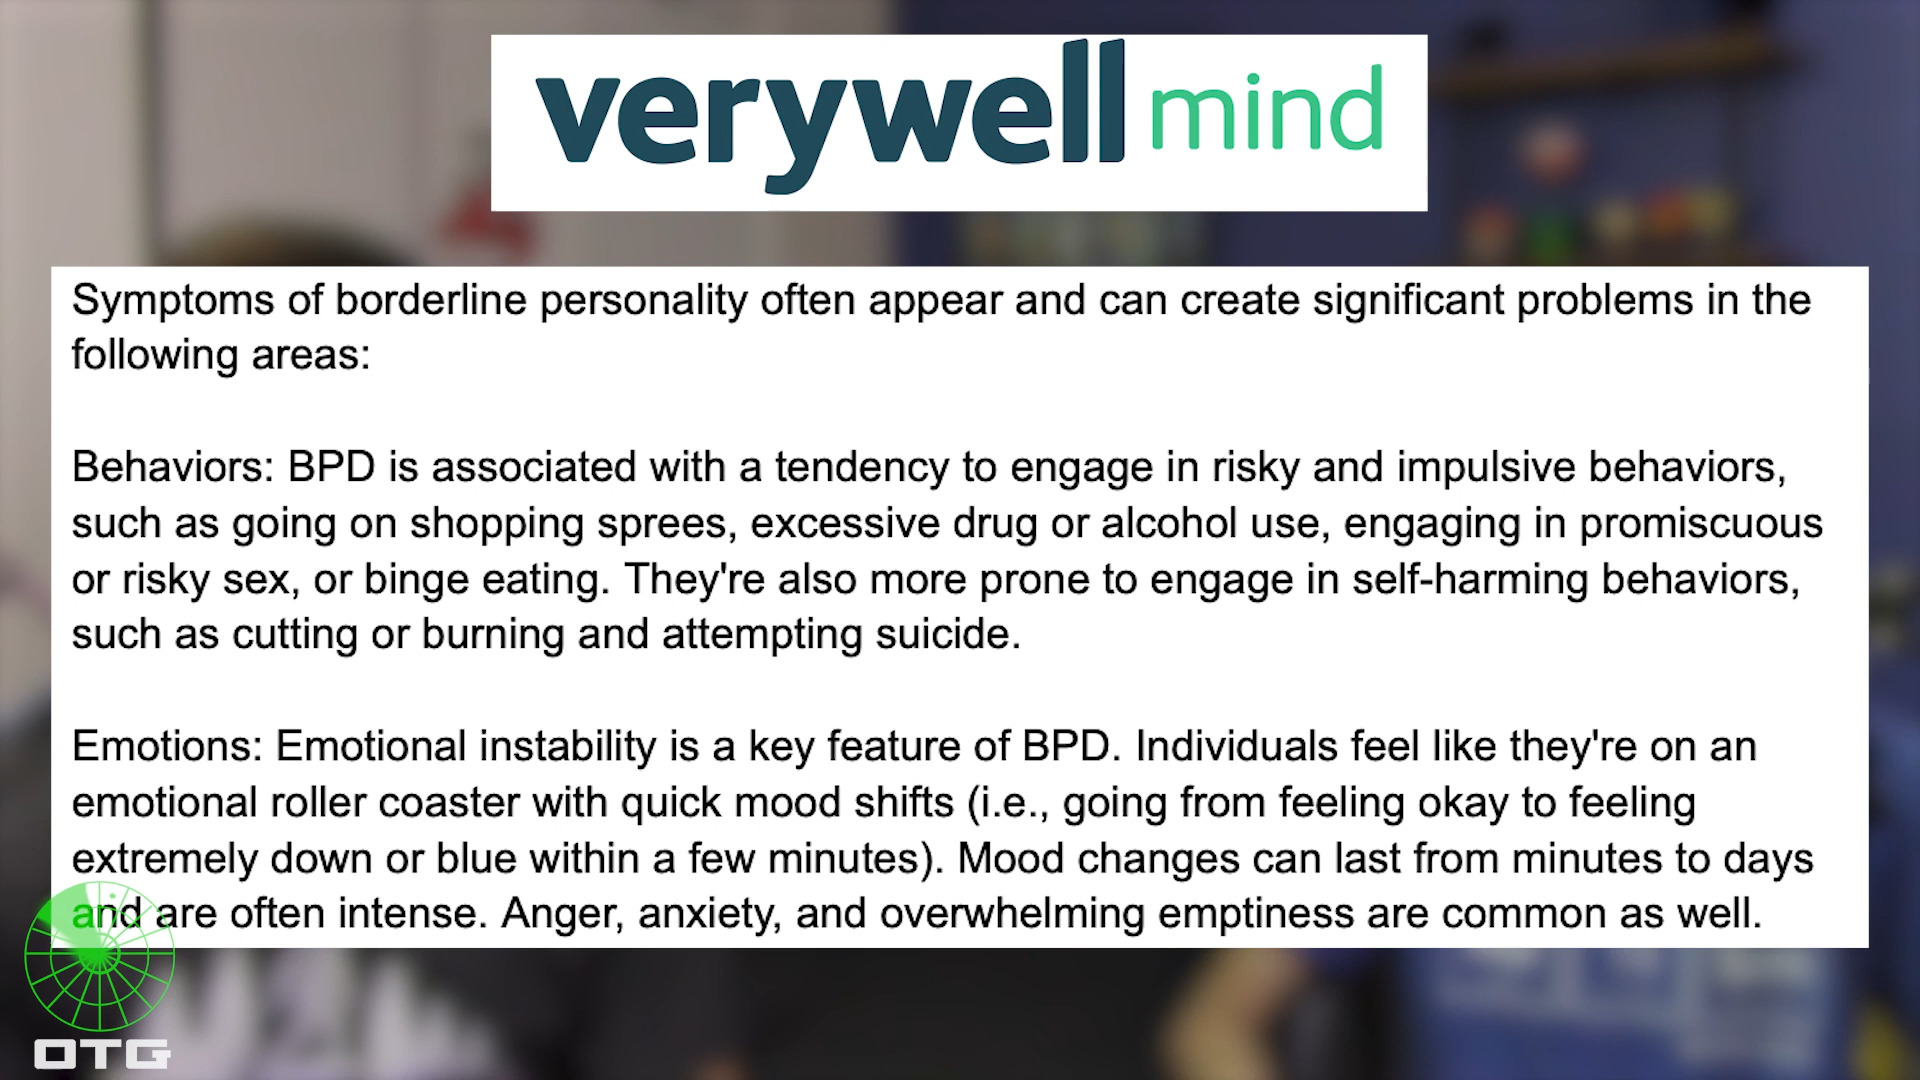 verywell mind
Symptoms of borderline personality often appear and can create significant problems in the
following areas:
Behaviors: BPD is associated with a tendency to engage in risky and impulsive behaviors,
such as going on shopping sprees, excessive drug or alcohol use, engaging in promiscuous
or risky sex, or binge eating. They're also more prone to engage in self-harming behaviors,
such as cutting or burning and attempting suicide.
Emotions: Emotional instability is a key feature of BPD. Individuals feel like they're on an
emotional roller coaster with quick mood shifts (i.e., going from feeling okay to feeling
extremely down or blue within a few minutes). Mood changes can last from minutes to days
and are often intense. Anger, anxiety, and overwhelming emptiness are common as well.
OTG